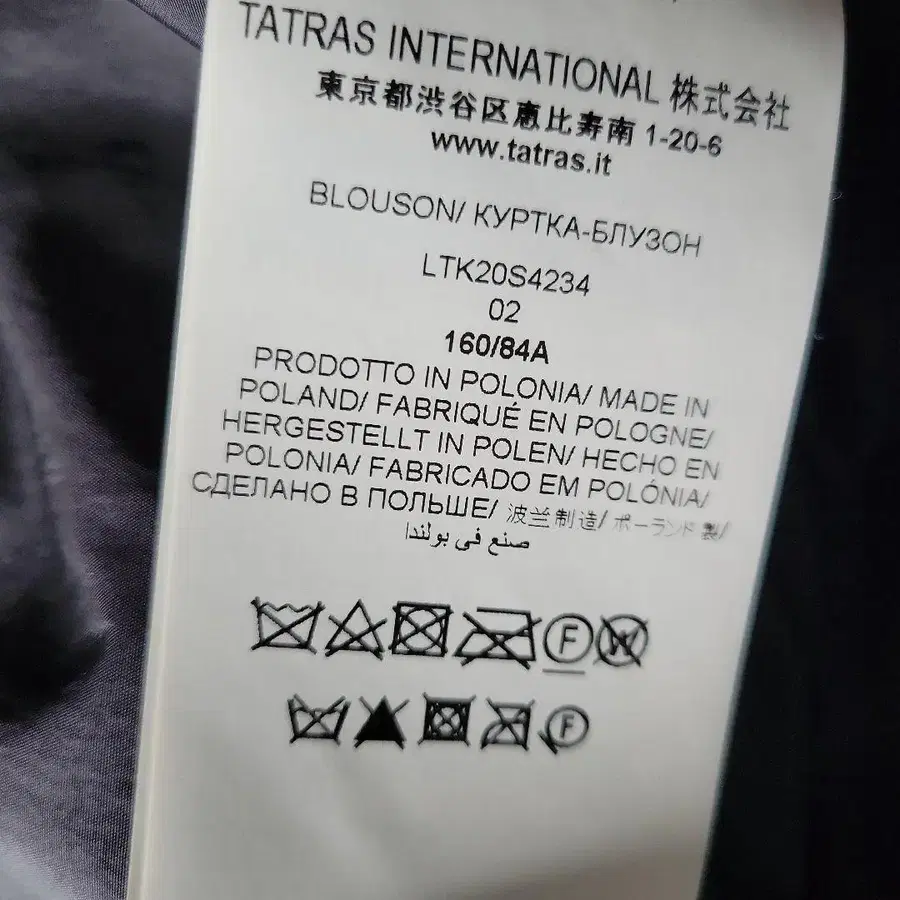 TATRAS INTERNATIONAL 株式会社
東京都渋谷区恵比寿南 1-20-6
www.tatras.it
BLOUSON/ КУРТКА-БЛУЗОН
LTK20S4234
02
160/84A
PRODOTTO IN POLONIA/ MADE IN
POLAND/ FABRIQUÉ EN POLOGNE/
HERGESTELLT IN POLEN/ HECHO EN
POLONIA/ FABRICADO EM POLÓNIA/
СДЕЛАНО В ПОЛЬШЕ/ 波兰制造/ ポーランド製/
صنع في بولندا
F W
F